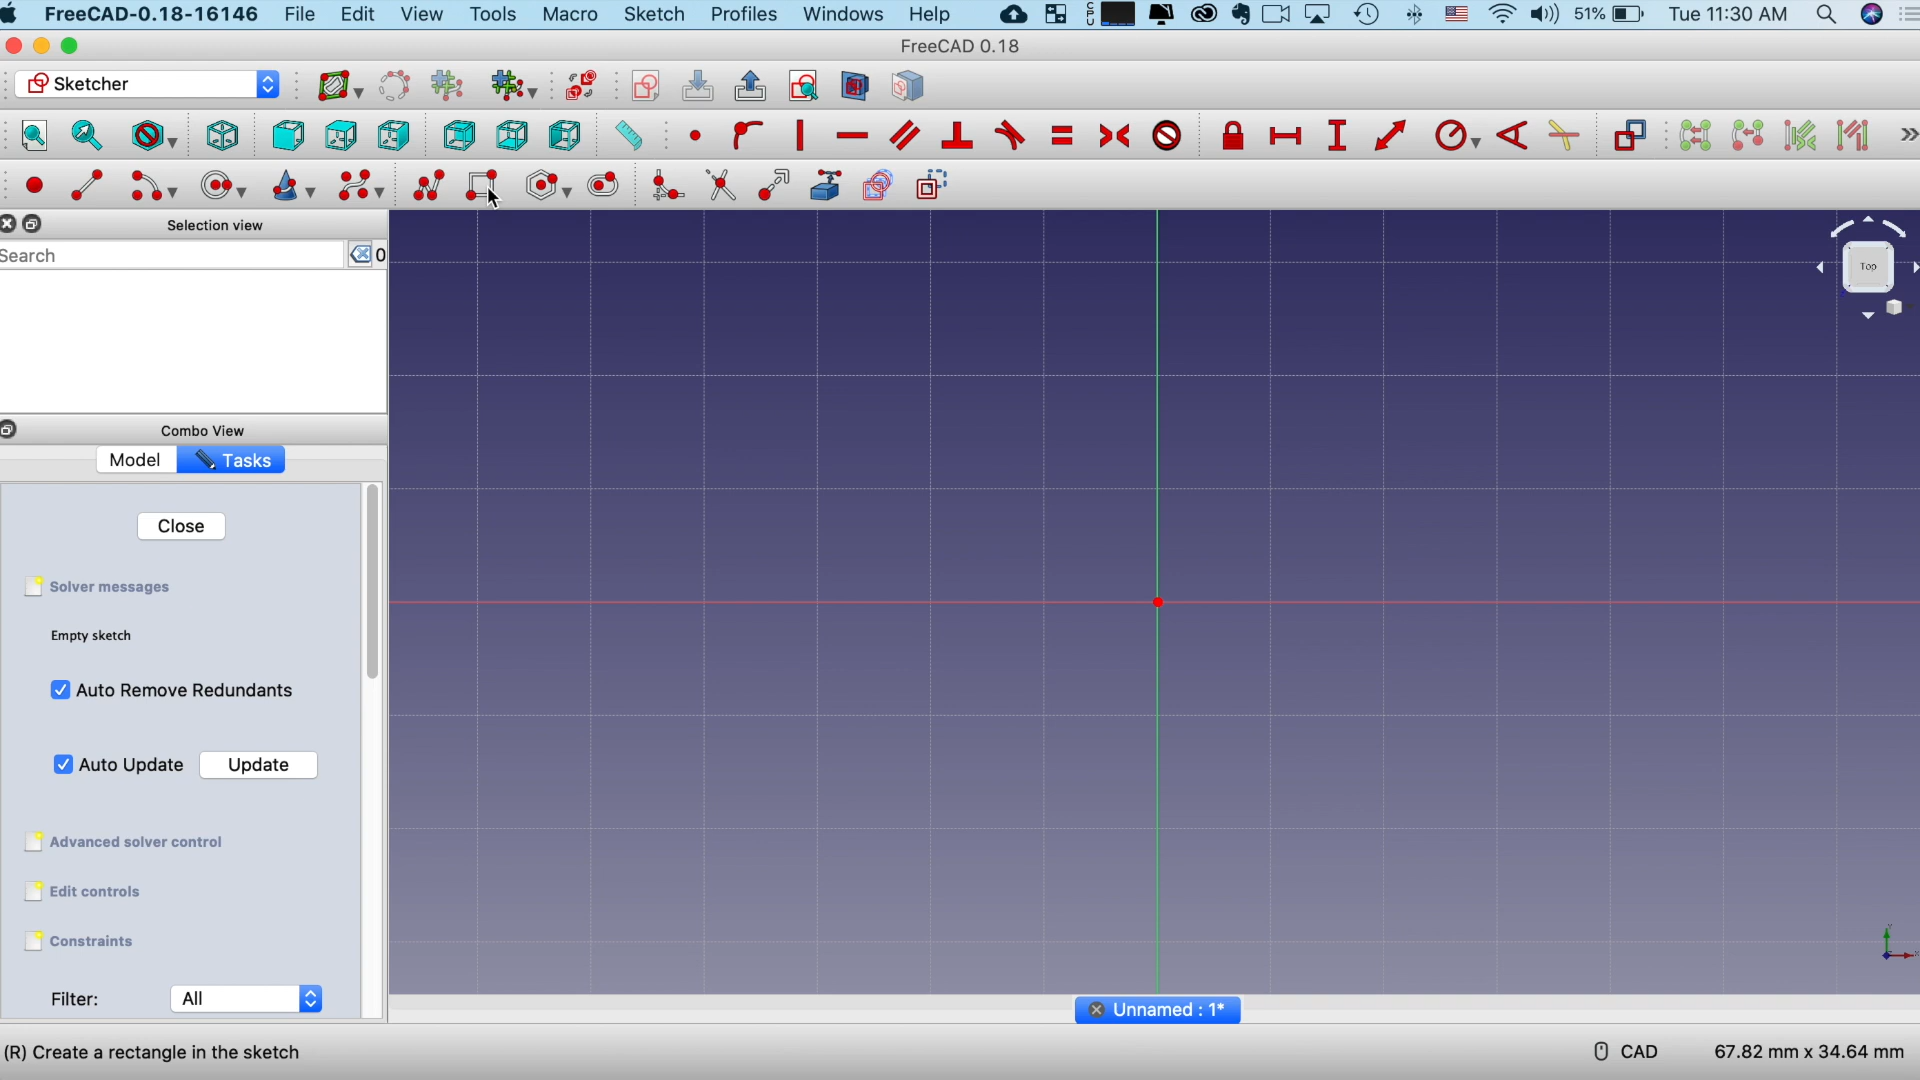 FreeCAD-0.18-16146 File Edit View Tools Macro Sketch Profiles Windows Help CPU 51% Tue 11:30 AM
FreeCAD 0.18
Sketcher
Selection view
Search 0
Top
Combo View
Model Tasks
Close
Solver messages
Empty sketch
Auto Remove Redundants
Auto Update Update
Advanced solver control
Edit controls
Constraints
Filter: All
Unnamed : 1*
(R) Create a rectangle in the sketch CAD 67.82 mm x 34.64 mm